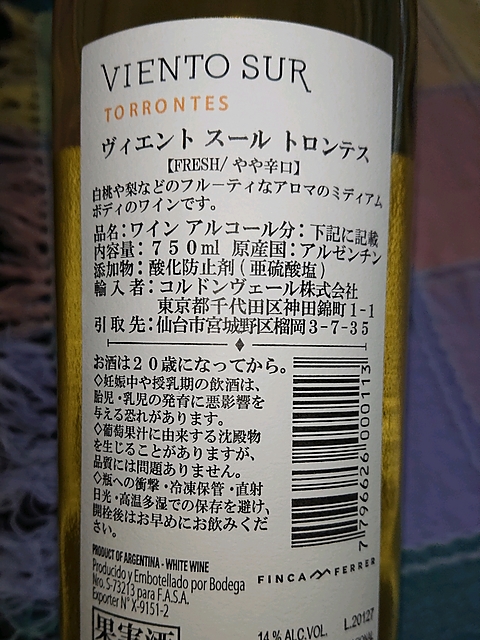 VIENTO SUR
TORRONTES
ヴィエント スール トロンテス
【FRESH/ やや辛口】
白桃や梨などのフルーティなアロマのミディアム
ボディのワインです。
品名：ワイン アルコール分：下記に記載
内容量：７５０ml 原産国：アルゼンチン
添加物：酸化防止剤(亜硫酸塩)
輸入者：コルドンヴェール株式会社
東京都千代田区神田錦町1-1
引取先：仙台市宮城野区榴岡3-7-35
お酒は２０歳になってから。
◇妊娠中や授乳期の飲酒は、
胎児・乳児の発育に悪影響を
与える恐れがあります。
◇葡萄果汁に由来する沈殿物
を生じることがありますが、
品質には問題ありません。
◇瓶への衝撃・冷凍保管・直射
日光・高温多湿での保存を避け、
開栓後はお早めにお飲みくだ
さい。
7 796626 000113
PRODUCT OF ARGENTINA - WHITE WINE
Producido y Embotellado por Bodega
Nro. S-73213 para F.A.S.A.
Exporter N° X-9151-2
FINCA FERRER
果実酒
14 % ALC.VOL.
L.20127